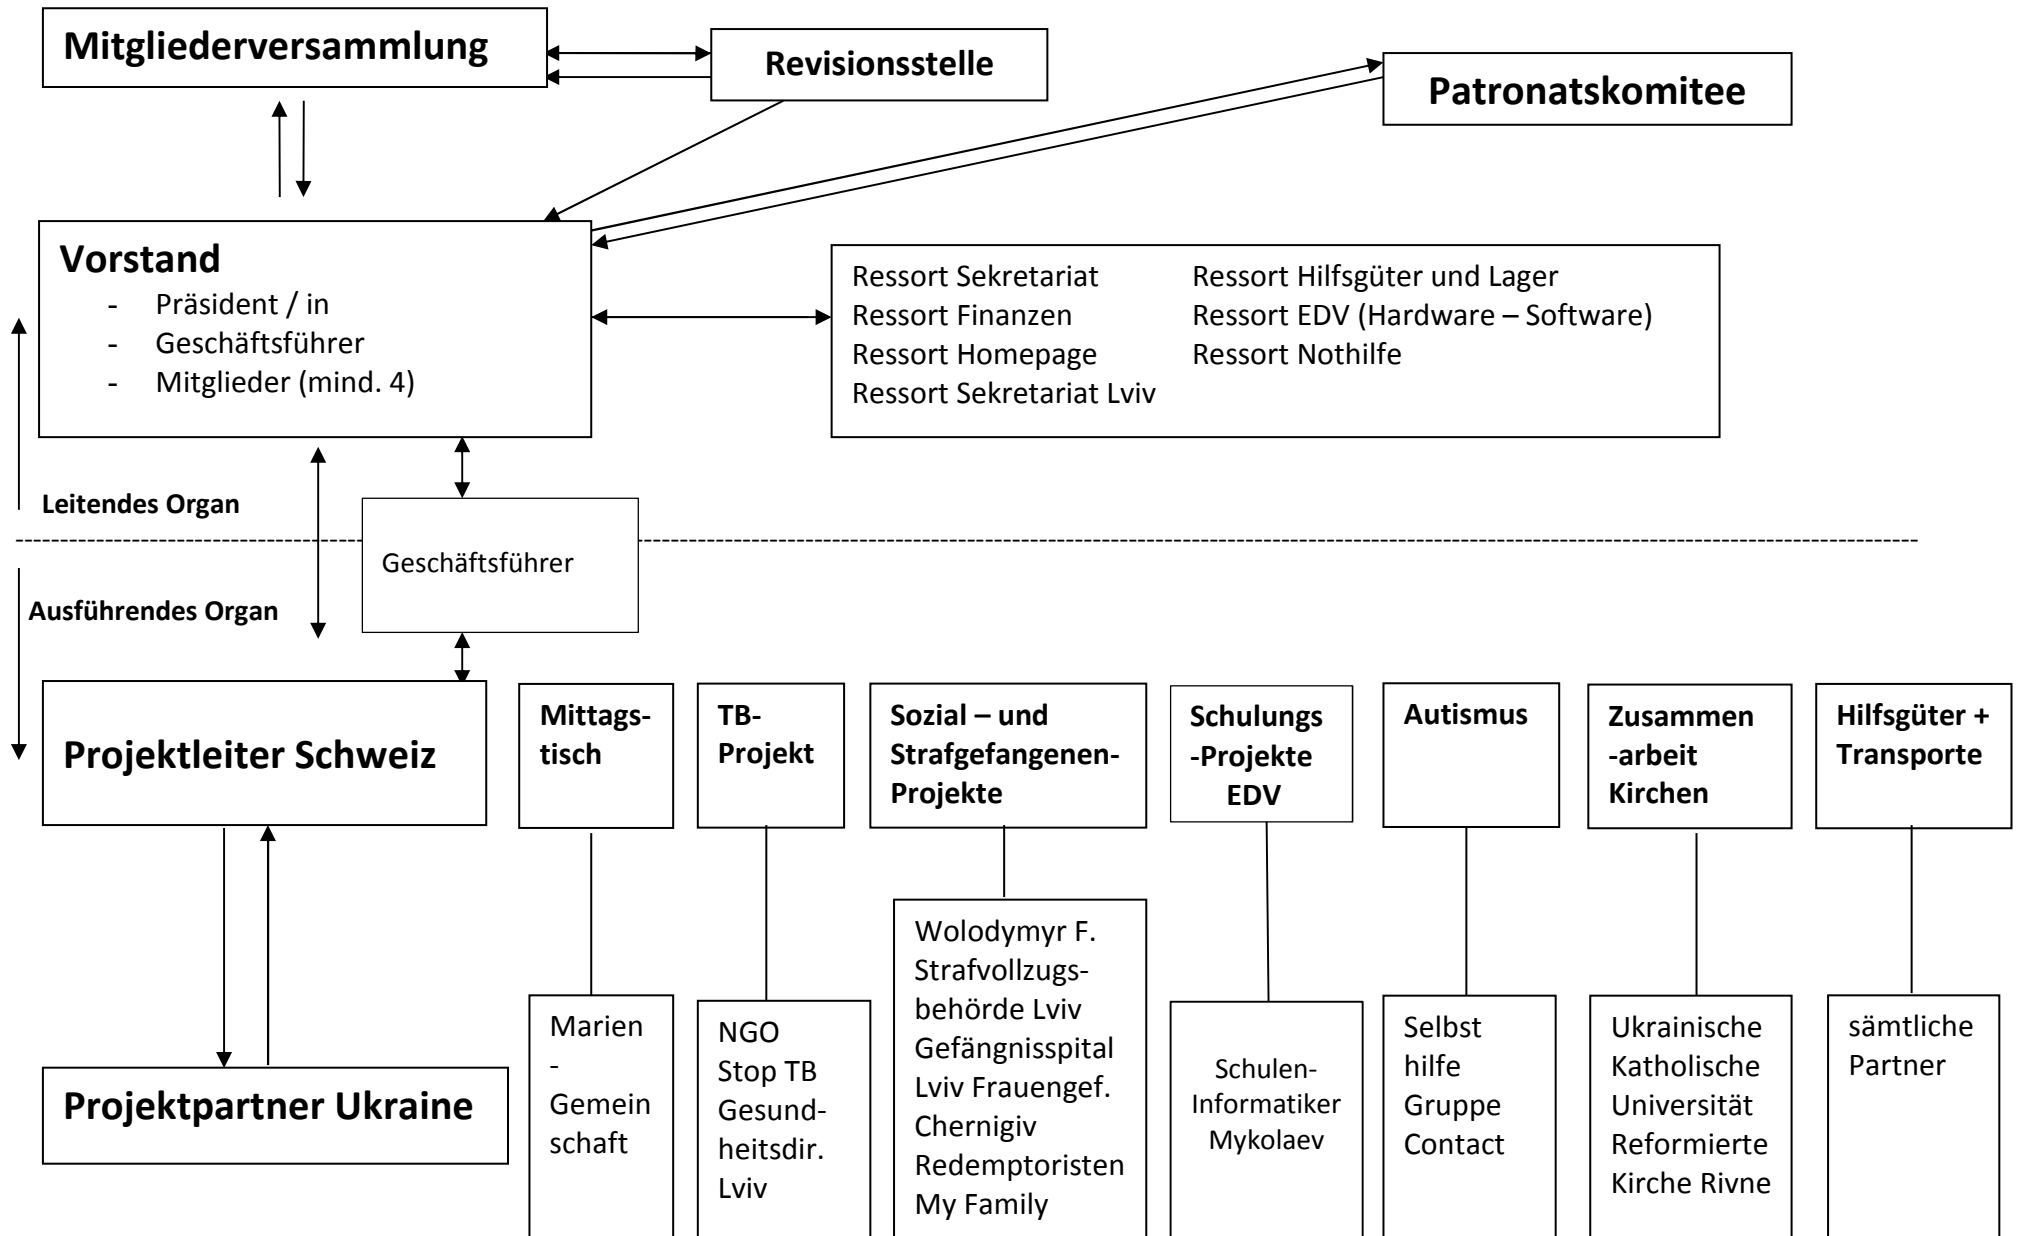 Mitgliederversammlung
Revisionsstelle
Patronatskomitee
Vorstand
- Präsident / in
- Geschäftsführer
- Mitglieder (mind. 4)
Ressort Sekretariat
Ressort Finanzen
Ressort Homepage
Ressort Sekretariat Lviv
Ressort Hilfsgüter und Lager
Ressort EDV (Hardware – Software)
Ressort Nothilfe
Leitendes Organ
Geschäftsführer
Ausführendes Organ
Projektleiter Schweiz
Mittags-
tisch
TB-
Projekt
Sozial – und
Strafgefangenen-
Projekte
Schulungs
-Projekte
EDV
Autismus
Zusammen
-arbeit
Kirchen
Hilfsgüter +
Transporte
Projektpartner Ukraine
Marien
-
Gemein
schaft
NGO
Stop TB
Gesund-
heitsdir.
Lviv
Wolodymyr F.
Strafvollzugs-
behörde Lviv
Gefängnisspital
Lviv Frauengef.
Chernigiv
Redemptoristen
My Family
Schulen-
Informatiker
Mykolaev
Selbst
hilfe
Gruppe
Contact
Ukrainische
Katholische
Universität
Reformierte
Kirche Rivne
sämtliche
Partner